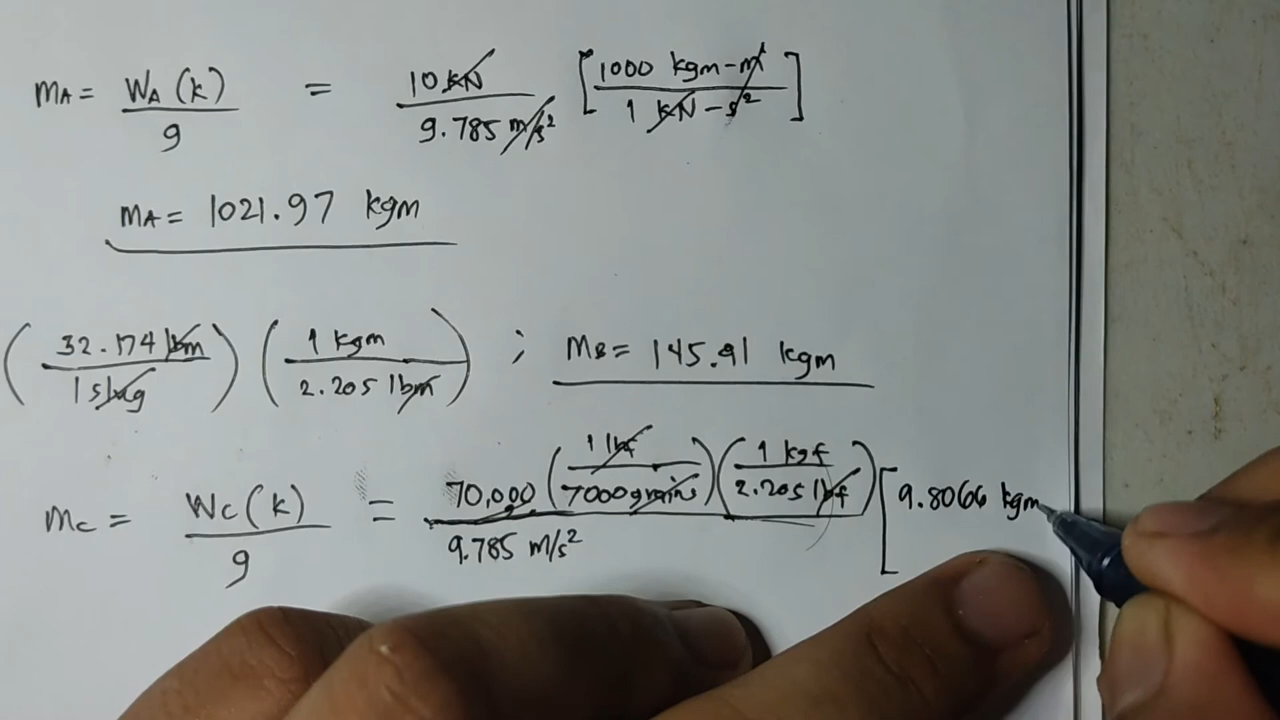 mA = WA (k) / g = 10 kN / 9.785 m/s² [ 1000 kgm-m / 1 kN-s² ]
mA = 1021.97 kgm
( 32.174 lbm / 1 slug ) ( 1 kgm / 2.205 lbm ) ; mB = 145.91 kgm
mC = WC (k) / g = 70,000 ( 1 lbf / 7000 grains ) ( 1 kgf / 2.205 lbf ) / 9.785 m/s² [ 9.8066 kgm